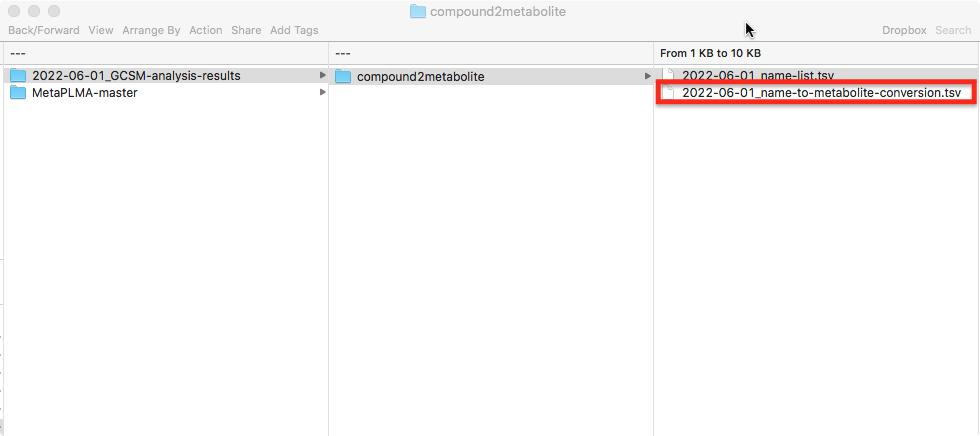 compound2metabolite
Back/Forward View Arrange By Action Share Add Tags Dropbox Search
--- --- From 1 KB to 10 KB
2022-06-01_GCSM-analysis-results compound2metabolite 2022-06-01_name-list.tsv
MetaPLMA-master 2022-06-01_name-to-metabolite-conversion.tsv